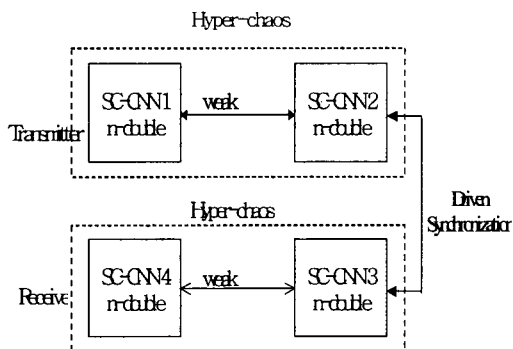 Hyper-chaos
SC-CNN1
n-double
weak
SC-CNN2
n-double
Transmitter
Driven
Synchronization
Hyper-chaos
SC-CNN4
n-double
weak
SC-CNN3
n-double
Receive